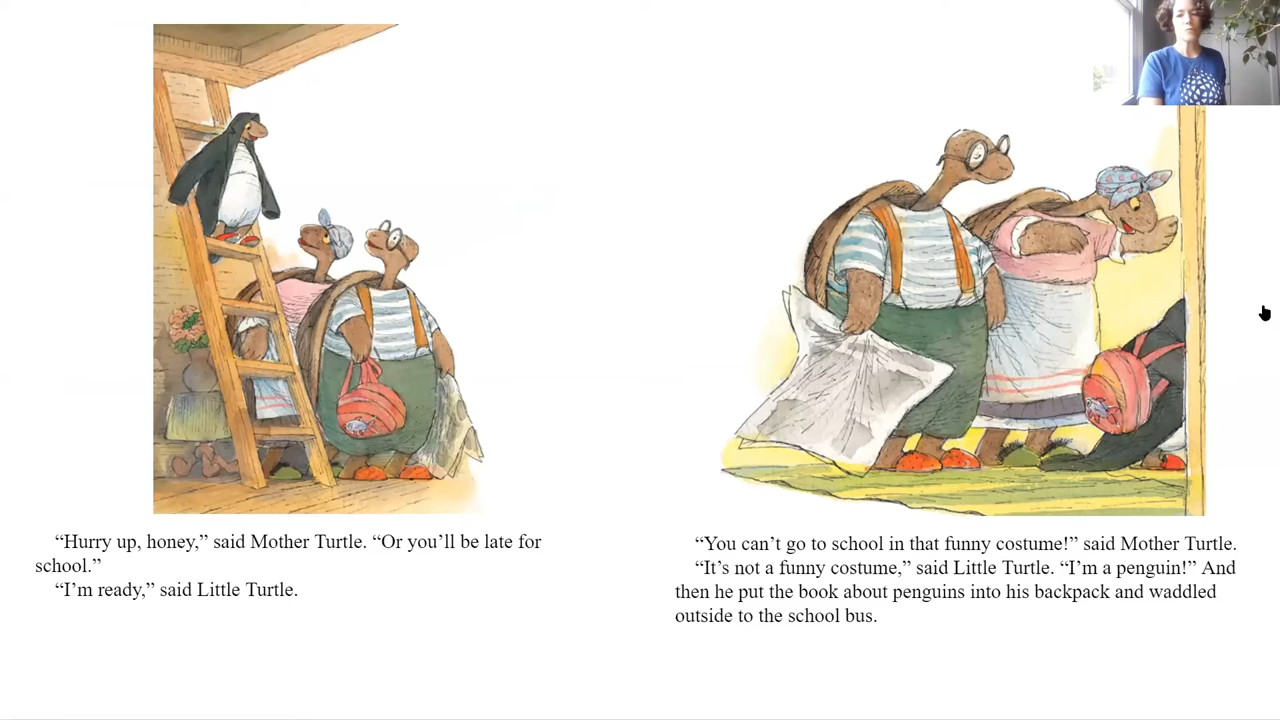 “Hurry up, honey,” said Mother Turtle. “Or you’ll be late for
school.”
“I’m ready,” said Little Turtle.
“You can’t go to school in that funny costume!” said Mother Turtle.
“It’s not a funny costume,” said Little Turtle. “I’m a penguin!” And
then he put the book about penguins into his backpack and waddled
outside to the school bus.